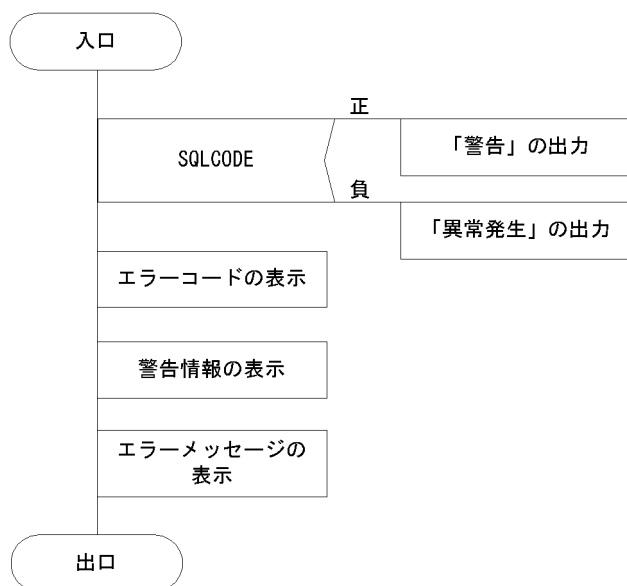 入口
正
SQLCODE
「警告」の出力
負
「異常発生」の出力
エラーコードの表示
警告情報の表示
エラーメッセージの
表示
出口